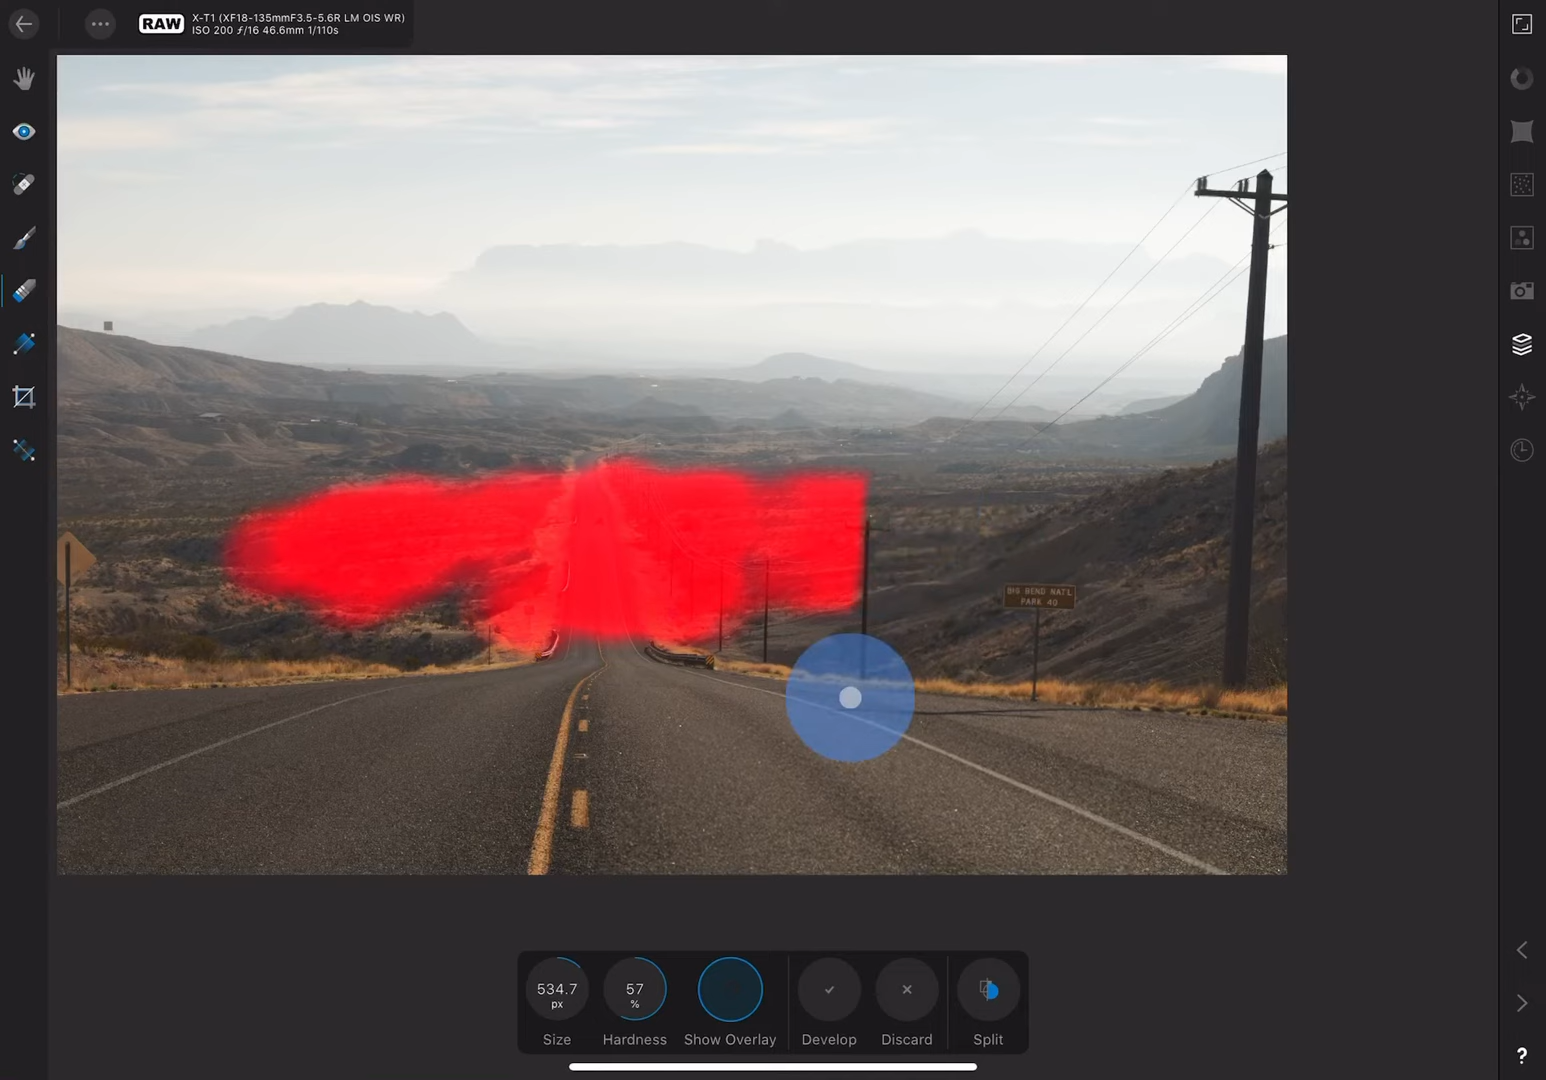 RAW
X-T1 (XF18-135mmF3.5-5.6R LM OIS WR)
ISO 200 ƒ/16 46.6mm 1/110s
BIG BEND NAT'L
PARK 40
534.7
px
Size
57
%
Hardness
Show Overlay
Develop
Discard
Split
?